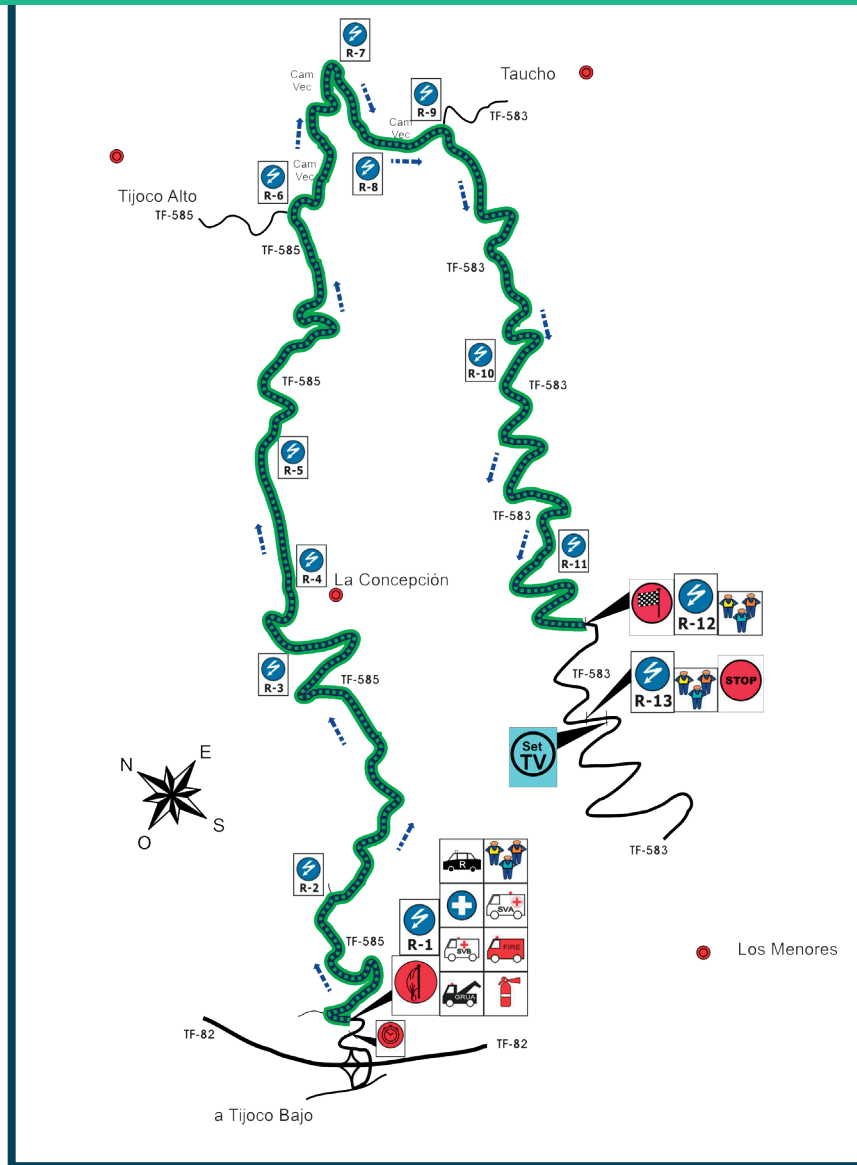 R-7
Cam
Vec
Taucho
R-9
TF-583
Cam
Vec
Cam
Vec
R-6
R-8
Tijoco Alto
TF-585
TF-585
TF-583
R-10
TF-585
TF-583
R-5
TF-583
R-11
R-4
La Concepción
R-12
R-3
TF-585
TF-583
R-13
STOP
Set
TV
N
E
O
S
TF-583
R-2
R
SVA
TF-585
R-1
SVB
FIRE
GRUA
Los Menores
TF-82
TF-82
a Tijoco Bajo